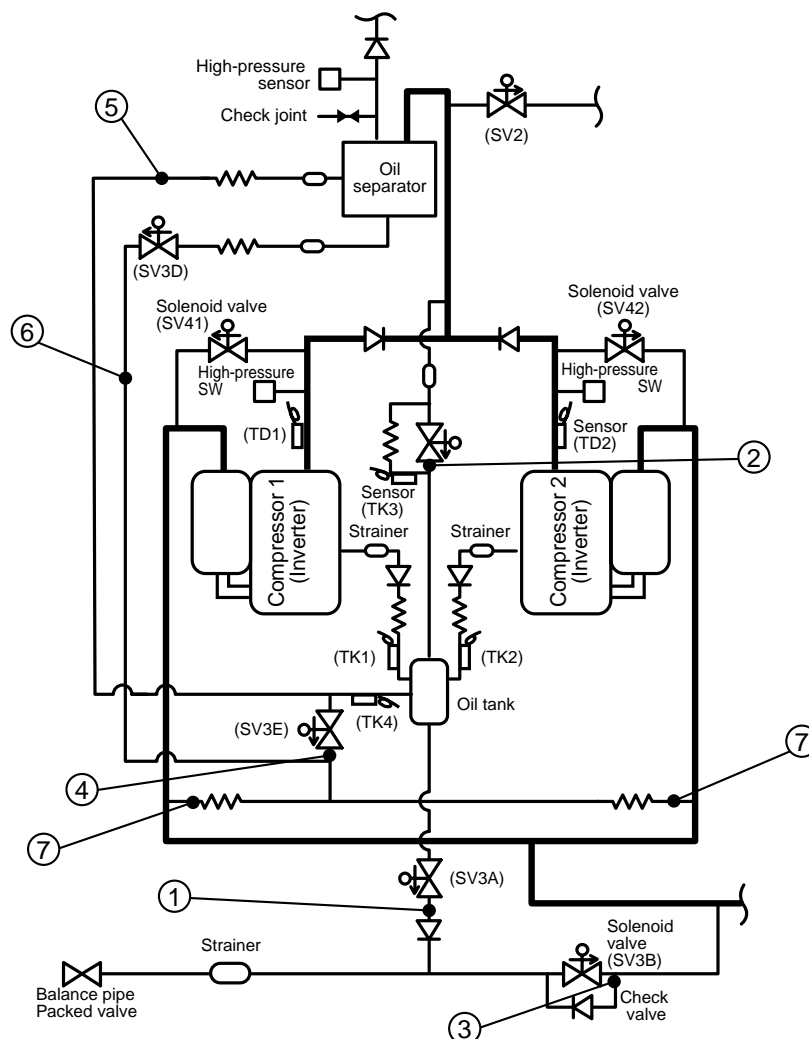 High-pressure
sensor
⑤
Check joint
(SV2)
Oil
separator
(SV3D)
Solenoid valve
(SV41)
Solenoid valve
(SV42)
⑥
High-pressure
SW
High-pressure
SW
(TD1)
Sensor
(TD2)
②
Sensor
(TK3)
Compressor 1
(Inverter)
Strainer
Strainer
Compressor 2
(Inverter)
(TK1)
(TK2)
(TK4)
Oil tank
(SV3E)
④
⑦
⑦
(SV3A)
①
Strainer
Solenoid
valve
(SV3B)
Balance pipe
Packed valve
③
Check
valve